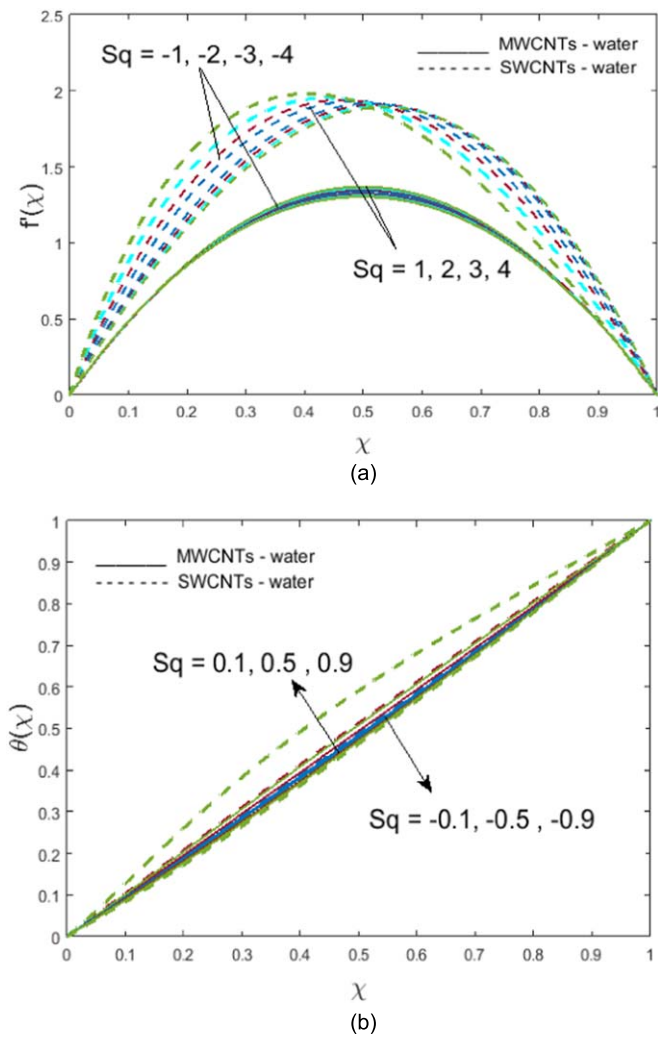 2.5
Sq = -1, -2, -3, -4
MWCNTs - water
SWCNTs - water
2
1.5
f'(χ)
1
Sq = 1, 2, 3, 4
0.5
0
0 0.1 0.2 0.3 0.4 0.5 0.6 0.7 0.8 0.9 1
χ
(a)
1
MWCNTs - water
0.9
SWCNTs - water
0.8
0.7
Sq = 0.1, 0.5 , 0.9
0.6
θ(χ)
0.5
0.4
0.3
Sq = -0.1, -0.5 , -0.9
0.2
0.1
0
0 0.1 0.2 0.3 0.4 0.5 0.6 0.7 0.8 0.9 1
χ
(b)